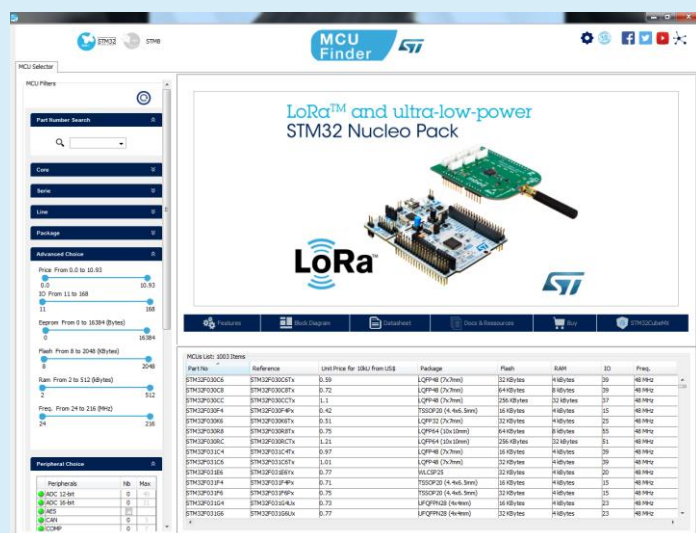 STM32
STM8
MCU Finder
ST
MCU Selector
MCU Filters
Part Number Search
Core
Serie
Line
Package
Advanced Choice
Price From 0.0 to 10.93
0.0 10.93
IO From 11 to 168
11 168
Eeprom From 0 to 16384 (Bytes)
0 16384
Flash From 8 to 2048 (KBytes)
8 2048
Ram From 2 to 512 (KBytes)
2 512
Freq. From 24 to 216 (MHz)
24 216
Peripheral Choice
Peripherals Nb Max
ADC 12-bit 0
ADC 16-bit 0
AES
CAN 0
COMP 0
LoRa™ and ultra-low-power
STM32 Nucleo Pack
LoRa™
ST
Features Block Diagram Datasheet Docs & Ressources Buy STM32CubeMX
MCUs List: 1003 Items
Part No Reference Unit Price for 10kU from US$ Package Flash RAM IO Freq.
STM32F030C6 STM32F030C6Tx 0.59 LQFP48 (7x7mm) 32 KBytes 4 kBytes 39 48 MHz
STM32F030C8 STM32F030C8Tx 0.72 LQFP48 (7x7mm) 64 KBytes 8 kBytes 39 48 MHz
STM32F030CC STM32F030CCTx 1.1 LQFP48 (7x7mm) 256 KBytes 32 kBytes 37 48 MHz
STM32F030F4 STM32F030F4Px 0.42 TSSOP20 (4.4x6.5mm) 16 KBytes 4 kBytes 15 48 MHz
STM32F030K6 STM32F030K6Tx 0.51 LQFP32 (7x7mm) 32 KBytes 4 kBytes 25 48 MHz
STM32F030R8 STM32F030R8Tx 0.75 LQFP64 (10x10mm) 64 KBytes 8 kBytes 55 48 MHz
STM32F030RC STM32F030RCTx 1.21 LQFP64 (10x10mm) 256 KBytes 32 kBytes 51 48 MHz
STM32F031C4 STM32F031C4Tx 0.97 LQFP48 (7x7mm) 16 KBytes 4 kBytes 39 48 MHz
STM32F031C6 STM32F031C6Tx 1.01 LQFP48 (7x7mm) 32 KBytes 4 kBytes 39 48 MHz
STM32F031E6 STM32F031E6Yx 0.77 WLCSP25 32 KBytes 4 kBytes 20 48 MHz
STM32F031F4 STM32F031F4Px 0.71 TSSOP20 (4.4x6.5mm) 16 KBytes 4 kBytes 15 48 MHz
STM32F031F6 STM32F031F6Px 0.75 TSSOP20 (4.4x6.5mm) 32 KBytes 4 kBytes 15 48 MHz
STM32F031G4 STM32F031G4Ux 0.73 UFQFPN28 (4x4mm) 16 KBytes 4 kBytes 23 48 MHz
STM32F031G6 STM32F031G6Ux 0.77 UFQFPN28 (4x4mm) 32 KBytes 4 kBytes 23 48 MHz